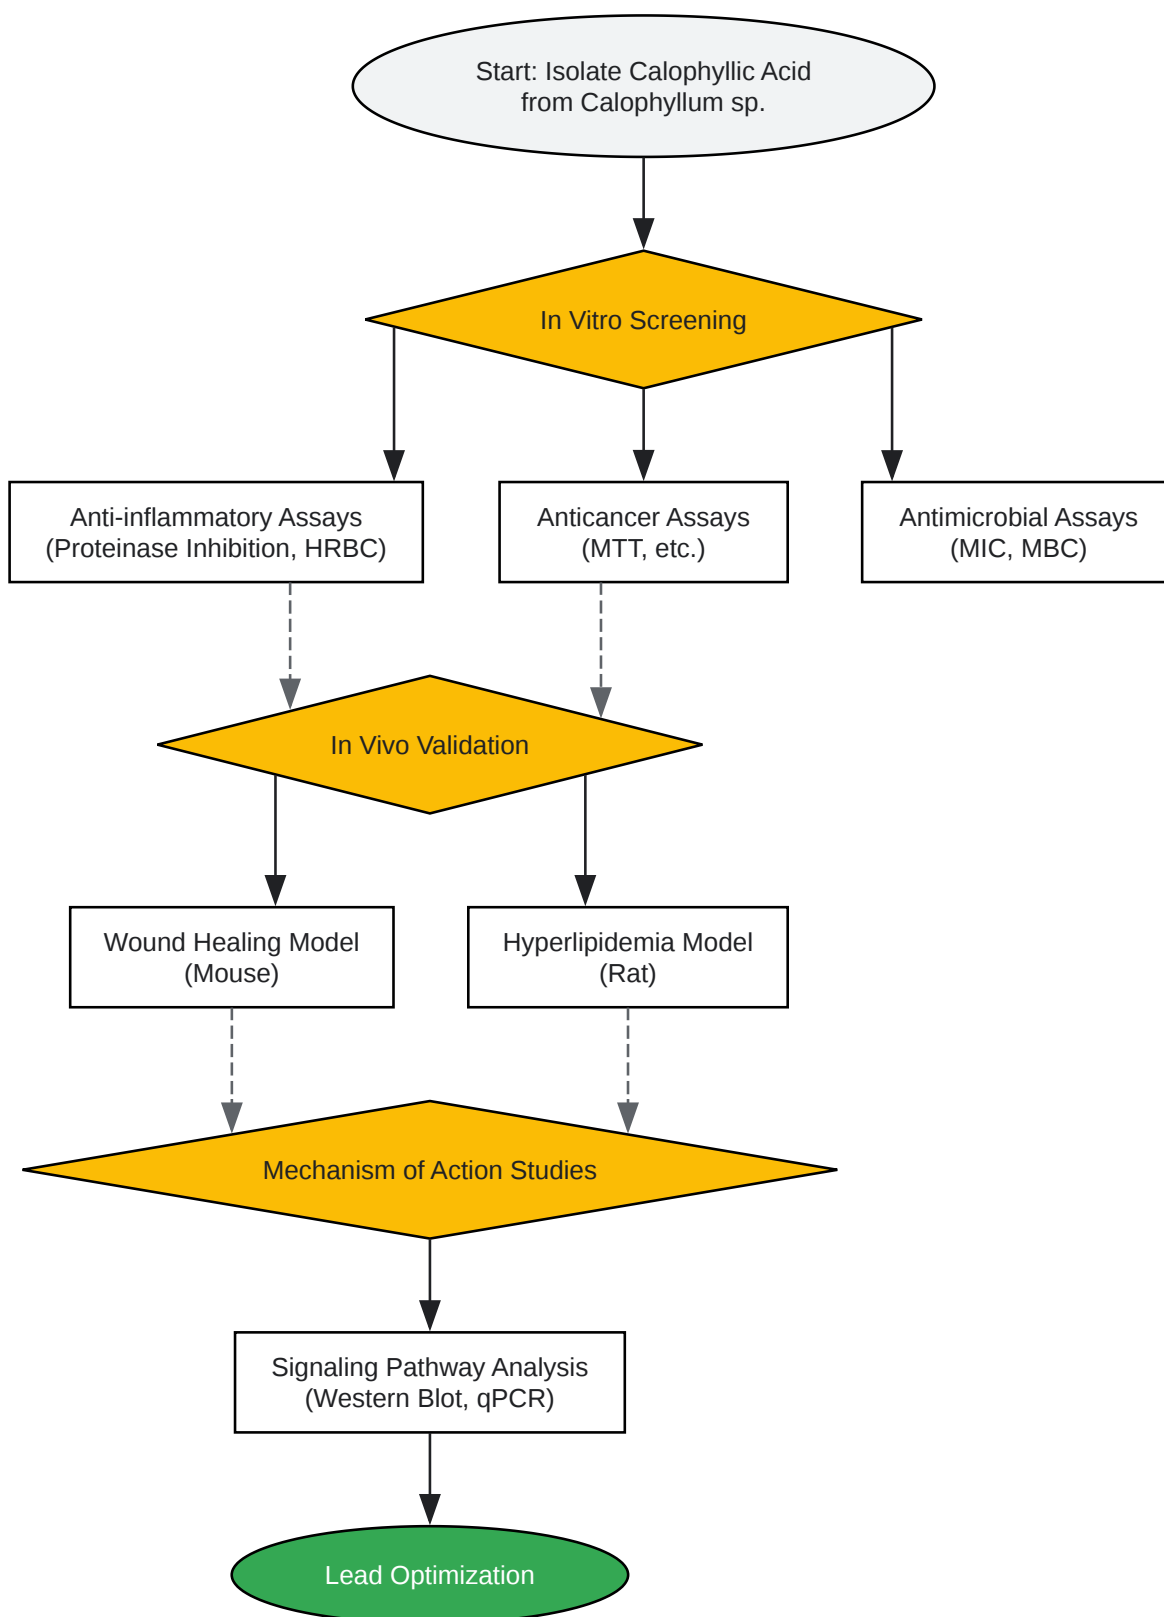 Start: Isolate Calophyllic Acid
from Calophyllum sp.
In Vitro Screening
Anti-inflammatory Assays
(Proteinase Inhibition, HRBC)
Anticancer Assays
(MTT, etc.)
Antimicrobial Assays
(MIC, MBC)
In Vivo Validation
Wound Healing Model
(Mouse)
Hyperlipidemia Model
(Rat)
Mechanism of Action Studies
Signaling Pathway Analysis
(Western Blot, qPCR)
Lead Optimization